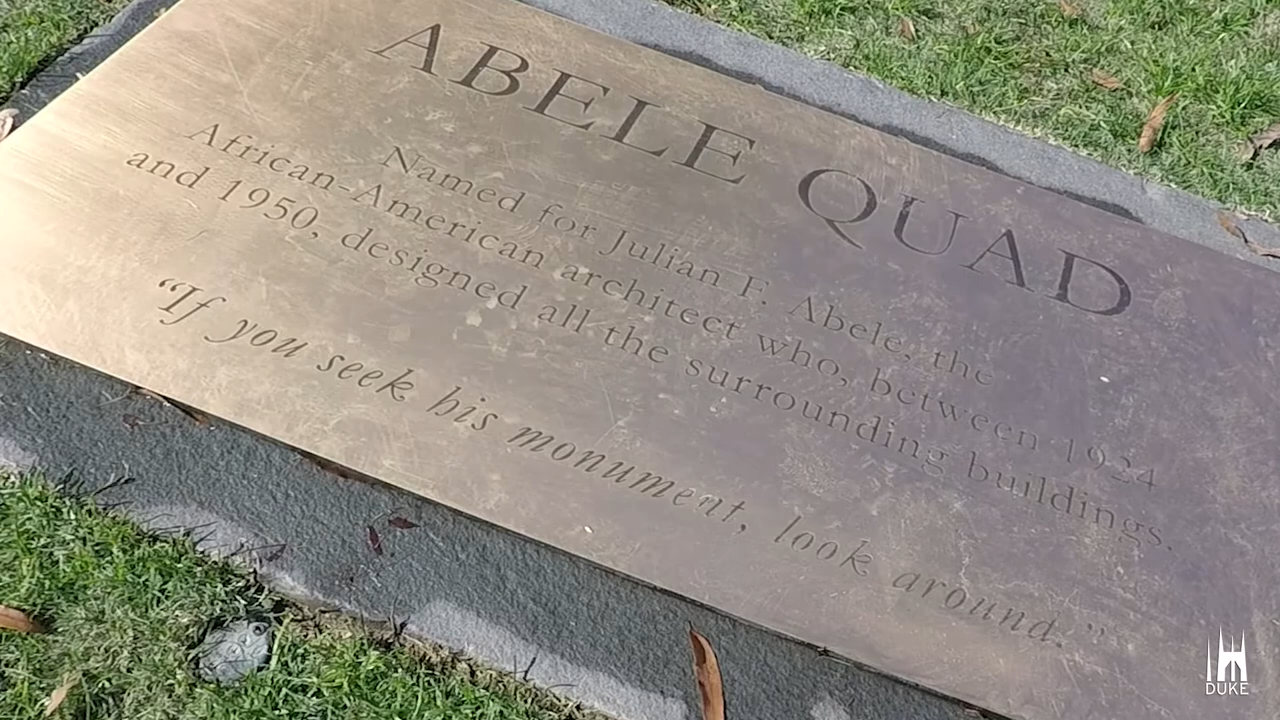 ABELE QUAD
Named for Julian F. Abele, the
African-American architect who, between 1924
and 1950, designed all the surrounding buildings.
“If you seek his monument, look around.”
DUKE